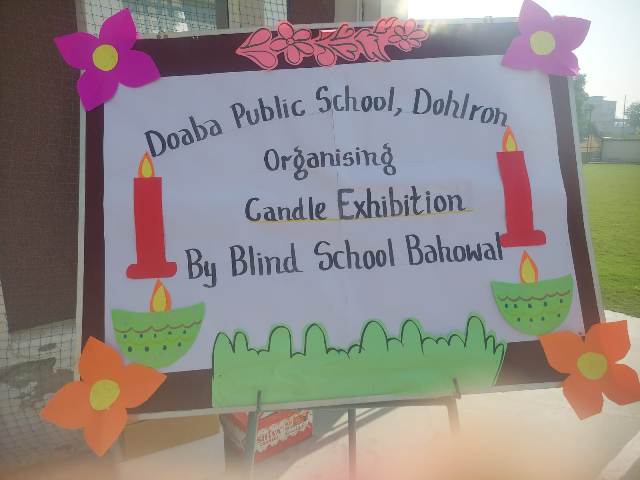 Doaba Public School, Dohlron
Organising
Candle Exhibition
By Blind School Bahowal